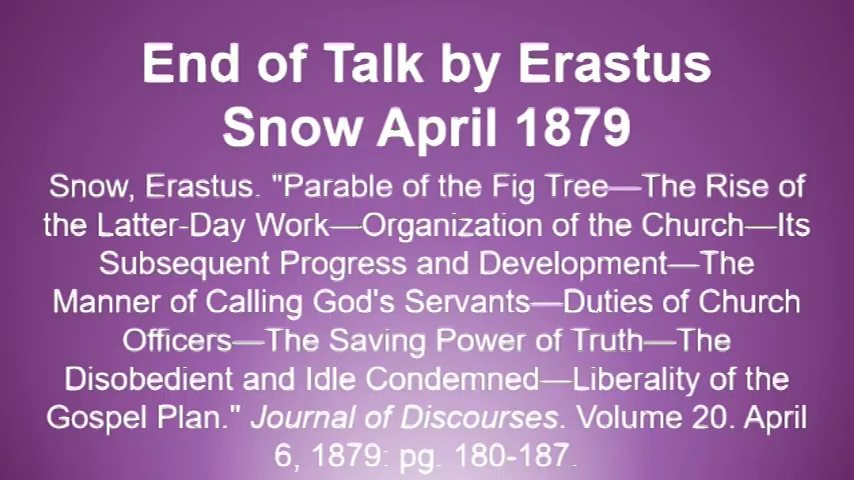 End of Talk by Erastus
Snow April 1879
Snow, Erastus. "Parable of the Fig Tree—The Rise of
the Latter-Day Work—Organization of the Church—Its
Subsequent Progress and Development—The
Manner of Calling God's Servants—Duties of Church
Officers—The Saving Power of Truth—The
Disobedient and Idle Condemned—Liberality of the
Gospel Plan." Journal of Discourses. Volume 20. April
6, 1879: pg. 180-187.